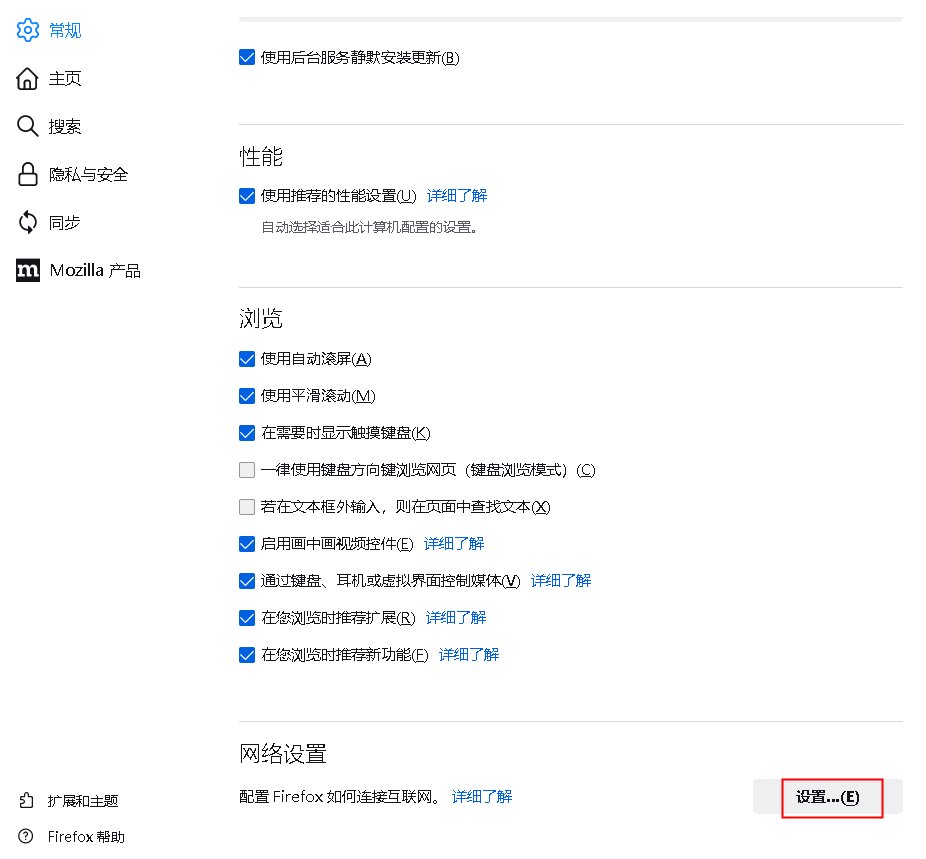 常规
主页
搜索
隐私与安全
同步
m Mozilla 产品
使用后台服务静默安装更新(B)
性能
使用推荐的性能设置(U) 详细了解
自动选择适合此计算机配置的设置。
浏览
使用自动滚屏(A)
使用平滑滚动(M)
在需要时显示触摸键盘(K)
一律使用键盘方向键浏览网页（键盘浏览模式）(C)
若在文本框外输入，则在页面中查找文本(X)
启用画中画视频控件(E) 详细了解
通过键盘、耳机或虚拟界面控制媒体(V) 详细了解
在您浏览时推荐扩展(R) 详细了解
在您浏览时推荐新功能(F) 详细了解
网络设置
配置 Firefox 如何连接互联网。 详细了解
设置...(E)
扩展和主题
Firefox 帮助